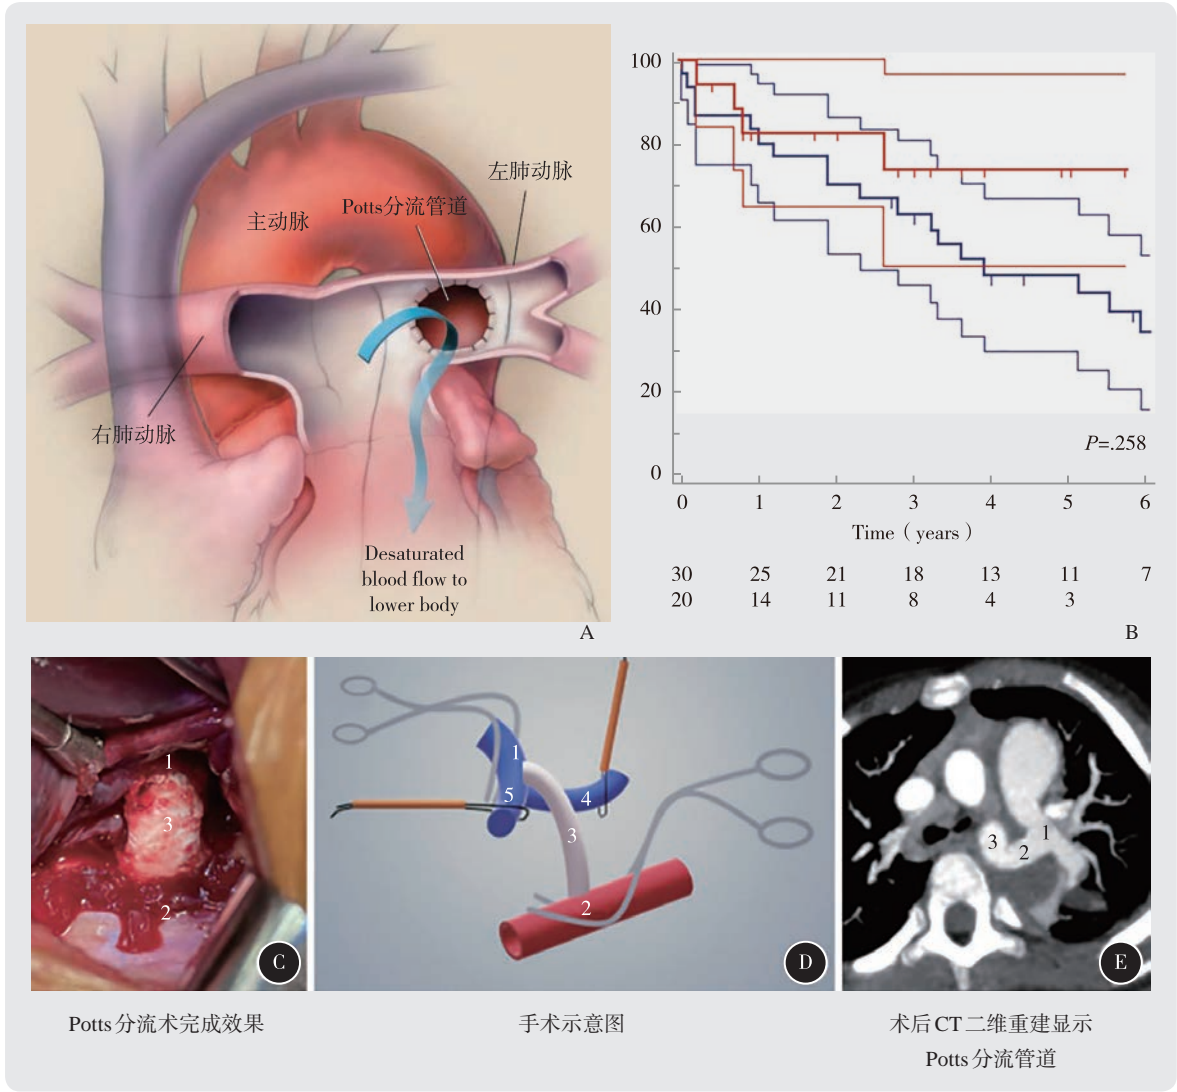 左肺动脉
Potts分流管道
主动脉
右肺动脉
Desaturated
blood flow to
lower body
A
100
80
60
40
20
0
P=.258
0 1 2 3 4 5 6
Time（years）
30 25 21 18 13 11 7
20 14 11 8 4 3
B
1
3
2
C
1
5
4
3
2
D
1
3
2
E
Potts分流术完成效果
手术示意图
术后CT二维重建显示
Potts分流管道